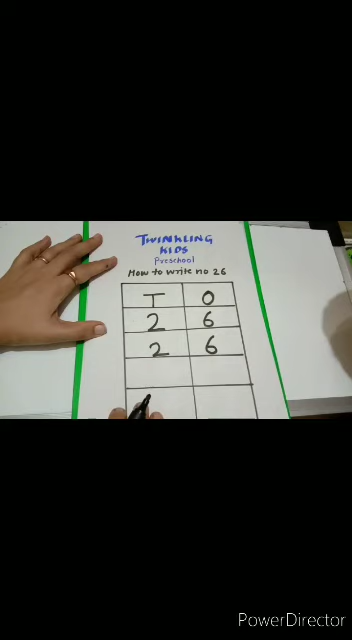 TWINKLING
KIDS
Preschool
How to write no 26
T O
2 6
2 6
PowerDirector